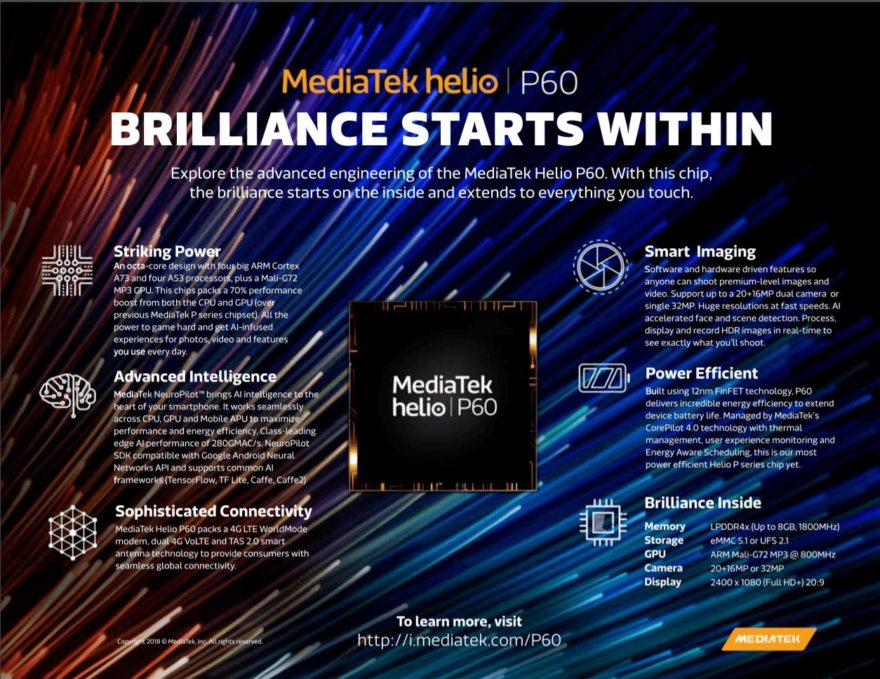 MediaTek helio | P60
BRILLIANCE STARTS WITHIN
Explore the advanced engineering of the MediaTek Helio P60. With this chip,
the brilliance starts on the inside and extends to everything you touch.
Striking Power
An octa-core design with four big ARM Cortex
A73 and four A53 processors, plus a Mali-G72
MP3 GPU. This chips packs a 70% performance
boost from both the CPU and GPU (over
previous MediaTek P series chipset). All the
power to game hard and get AI-infused
experiences for photos, video and features
you use every day.
Advanced Intelligence
MediaTek NeuroPilot™ brings AI intelligence to the
heart of your smartphone. It works seamlessly
across CPU, GPU and Mobile APU to maximize
performance and energy efficiency. Class-leading
edge AI performance of 280GMAC/s. NeuroPilot
SDK compatible with Google Android Neural
Networks API and supports common AI
frameworks (TensorFlow, TF Lite, Caffe, Caffe2)
Sophisticated Connectivity
MediaTek Helio P60 packs a 4G LTE WorldMode
modem, dual 4G VoLTE and TAS 2.0 smart
antenna technology to provide consumers with
seamless global connectivity.
MediaTek
helio | P60
Smart Imaging
Software and hardware driven features so
anyone can shoot premium-level images and
video. Support up to a 20+16MP dual camera or
single 32MP. Huge resolutions at fast speeds. AI
accelerated face and scene detection. Process,
display and record HDR images in real-time to
see exactly what you'll shoot.
Power Efficient
Built using 12nm FinFET technology, P60
delivers incredible energy efficiency to extend
device battery life. Managed by MediaTek's
CorePilot 4.0 technology with thermal
management, user experience monitoring and
Energy Aware Scheduling, this is our most
power efficient Helio P series chip yet.
Brilliance Inside
Memory LPDDR4x (Up to 8GB, 1800MHz)
Storage eMMC 5.1 or UFS 2.1
GPU ARM Mali-G72 MP3 @ 800MHz
Camera 20+16MP or 32MP
Display 2400 x 1080 (Full HD+) 20:9
To learn more, visit
http://i.mediatek.com/P60
Copyright 2018 © MediaTek, Inc. All rights reserved.
MEDIATEK